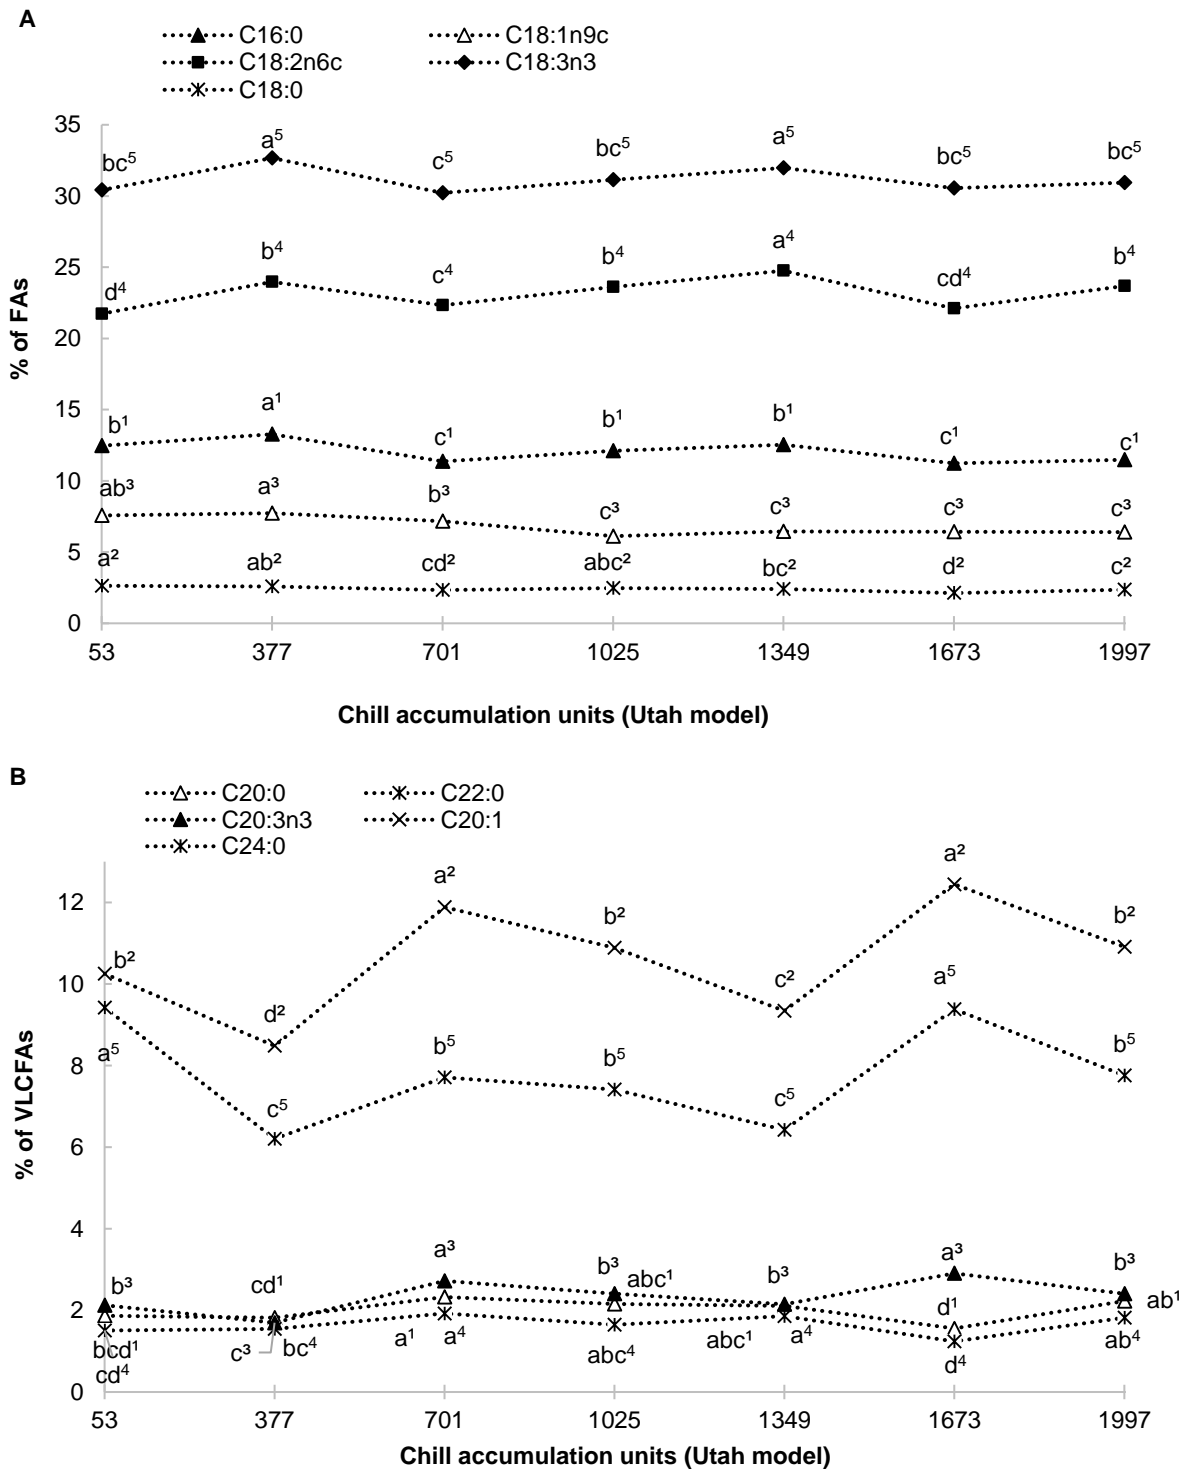 A
C16:0 C18:1n9c
C18:2n6c C18:3n3
C18:0
35
30
25
20
15
10
5
0
% of FAs
bc⁵ a⁵ c⁵ bc⁵ a⁵ bc⁵ bc⁵
d⁴ b⁴ c⁴ b⁴ a⁴ cd⁴ b⁴
b¹ a¹ c¹ b¹ b¹ c¹ c¹
ab³ a³ b³ c³ c³ c³ c³
a² ab² cd² abc² bc² d² c²
53 377 701 1025 1349 1673 1997
Chill accumulation units (Utah model)
B
C20:0 C22:0
C20:3n3 C20:1
C24:0
12
10
8
6
4
2
0
% of VLCFAs
b² d² a² b² c² a² b²
a⁵ c⁵ b⁵ b⁵ c⁵ a⁵ b⁵
b³ cd¹ a³ b³ abc¹ b³ a³ b³
d¹ ab¹
bcd¹ c³ bc⁴ a¹ a⁴ abc⁴ abc¹ a⁴ d⁴ ab⁴
cd⁴
53 377 701 1025 1349 1673 1997
Chill accumulation units (Utah model)